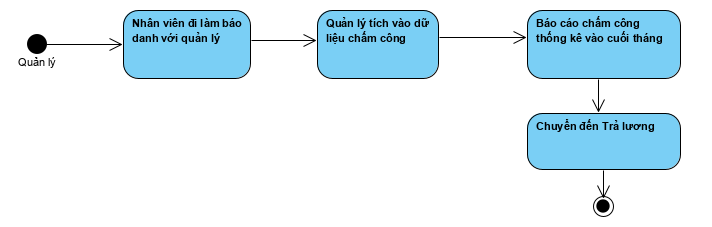 Quản lý
Nhân viên đi làm báo
danh với quản lý
Quản lý tích vào dữ
liệu chấm công
Báo cáo chấm công
thống kê vào cuối tháng
Chuyển đến Trả lương